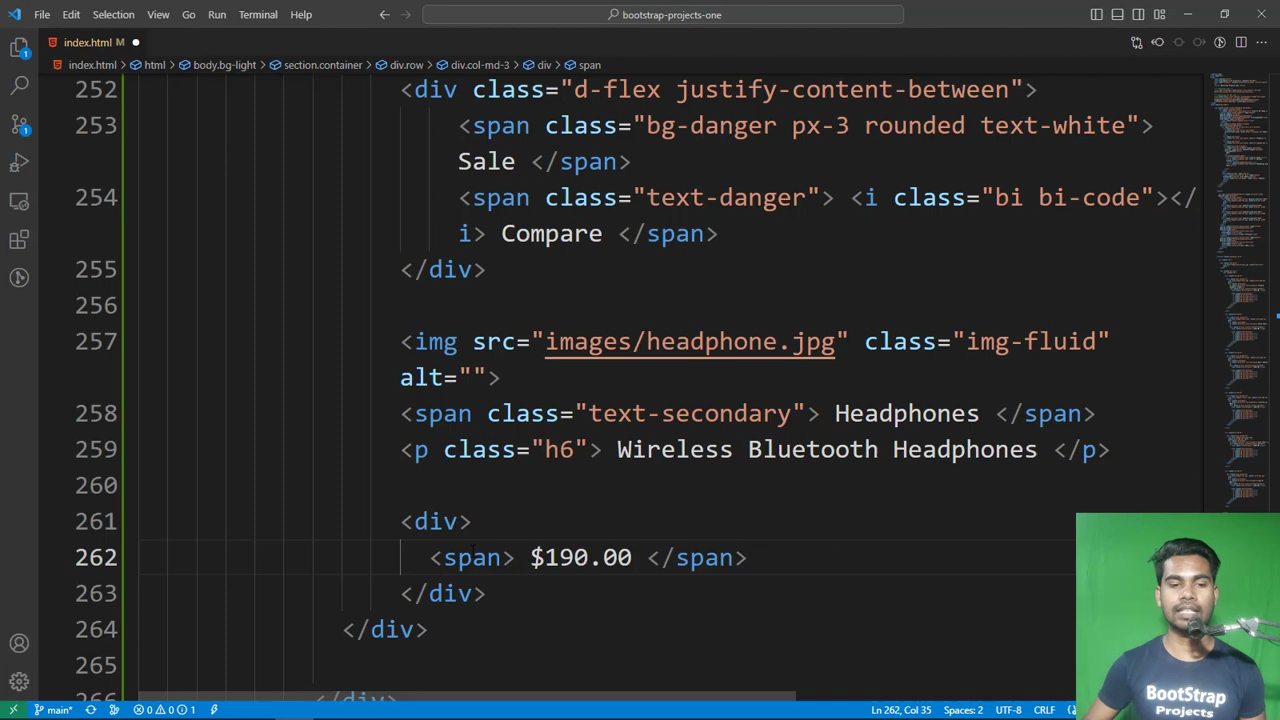 File Edit Selection View Go Run Terminal Help
bootstrap-projects-one
index.html M
index.html html body.bg-light section.container div.row div.col-md-3 div span
252 <div class="d-flex justify-content-between">
253 <span class="bg-danger px-3 rounded text-white">
Sale </span>
254 <span class="text-danger"> <i class="bi bi-code"></
i> Compare </span>
255 </div>
256
257 <img src="images/headphone.jpg" class="img-fluid"
alt="">
258 <span class="text-secondary"> Headphones </span>
259 <p class="h6"> Wireless Bluetooth Headphones </p>
260
261 <div>
262 <span> $190.00 </span>
263 </div>
264 </div>
265
266 </div>
BootStrap
Projects
main* 0 0 1 Ln 262, Col 35 Spaces: 2 UTF-8 CRLF